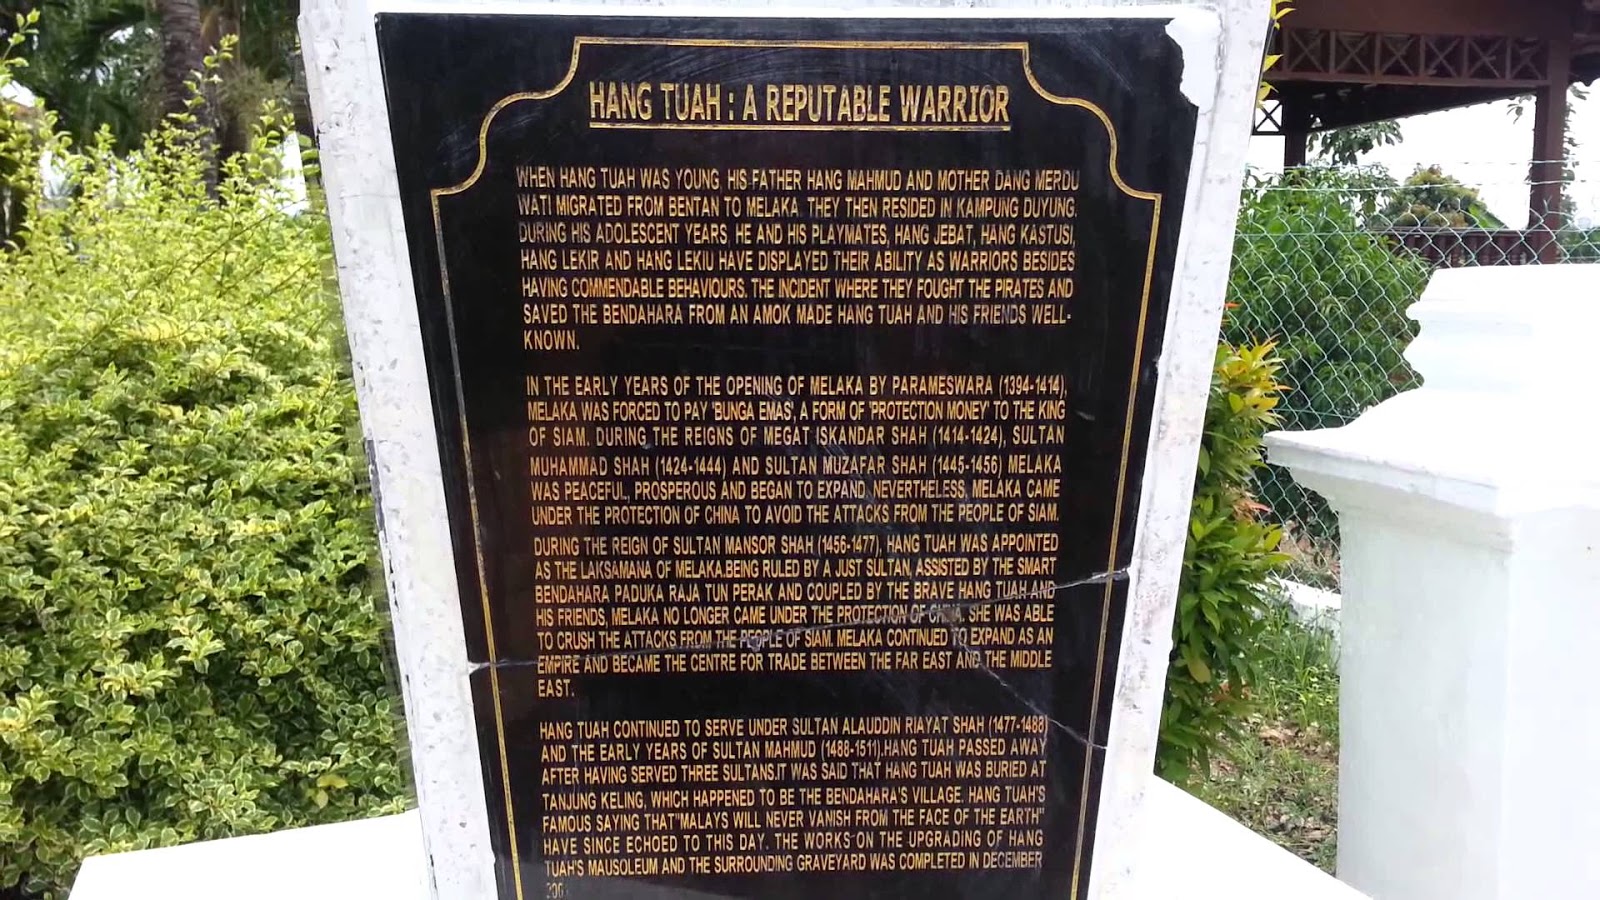 HANG TUAH : A REPUTABLE WARRIOR
WHEN HANG TUAH WAS YOUNG, HIS FATHER HANG MAHMUD AND MOTHER DANG MERDU
WATI MIGRATED FROM BENTAN TO MELAKA. THEY THEN RESIDED IN KAMPUNG DUYUNG.
DURING HIS ADOLESCENT YEARS, HE AND HIS PLAYMATES, HANG JEBAT, HANG KASTUSI,
HANG LEKIR AND HANG LEKIU HAVE DISPLAYED THEIR ABILITY AS WARRIORS BESIDES
HAVING COMMENDABLE BEHAVIOURS. THE INCIDENT WHERE THEY FOUGHT THE PIRATES AND
SAVED THE BENDAHARA FROM AN AMOK MADE HANG TUAH AND HIS FRIENDS WELL-
KNOWN.
IN THE EARLY YEARS OF THE OPENING OF MELAKA BY PARAMESWARA (1394-1414),
MELAKA WAS FORCED TO PAY 'BUNGA EMAS', A FORM OF 'PROTECTION MONEY' TO THE KING
OF SIAM. DURING THE REIGNS OF MEGAT ISKANDAR SHAH (1414-1424), SULTAN
MUHAMMAD SHAH (1424-1444) AND SULTAN MUZAFAR SHAH (1445-1456) MELAKA
WAS PEACEFUL, PROSPEROUS AND BEGAN TO EXPAND. NEVERTHELESS, MELAKA CAME
UNDER THE PROTECTION OF CHINA TO AVOID THE ATTACKS FROM THE PEOPLE OF SIAM.
DURING THE REIGN OF SULTAN MANSOR SHAH (1456-1477), HANG TUAH WAS APPOINTED
AS THE LAKSAMANA OF MELAKA.BEING RULED BY A JUST SULTAN, ASSISTED BY THE SMART
BENDAHARA PADUKA RAJA TUN PERAK AND COUPLED BY THE BRAVE HANG TUAH AND
HIS FRIENDS, MELAKA NO LONGER CAME UNDER THE PROTECTION OF CHINA. SHE WAS ABLE
TO CRUSH THE ATTACKS FROM THE PEOPLE OF SIAM. MELAKA CONTINUED TO EXPAND AS AN
EMPIRE AND BECAME THE CENTRE FOR TRADE BETWEEN THE FAR EAST AND THE MIDDLE
EAST.
HANG TUAH CONTINUED TO SERVE UNDER SULTAN ALAUDDIN RIAYAT SHAH (1477-1488)
AND THE EARLY YEARS OF SULTAN MAHMUD (1488-1511).HANG TUAH PASSED AWAY
AFTER HAVING SERVED THREE SULTANS.IT WAS SAID THAT HANG TUAH WAS BURIED AT
TANJUNG KELING, WHICH HAPPENED TO BE THE BENDAHARA'S VILLAGE. HANG TUAH'S
FAMOUS SAYING THAT"MALAYS WILL NEVER VANISH FROM THE FACE OF THE EARTH"
HAVE SINCE ECHOED TO THIS DAY. THE WORKS ON THE UPGRADING OF HANG
TUAH'S MAUSOLEUM AND THE SURROUNDING GRAVEYARD WAS COMPLETED IN DECEMBER